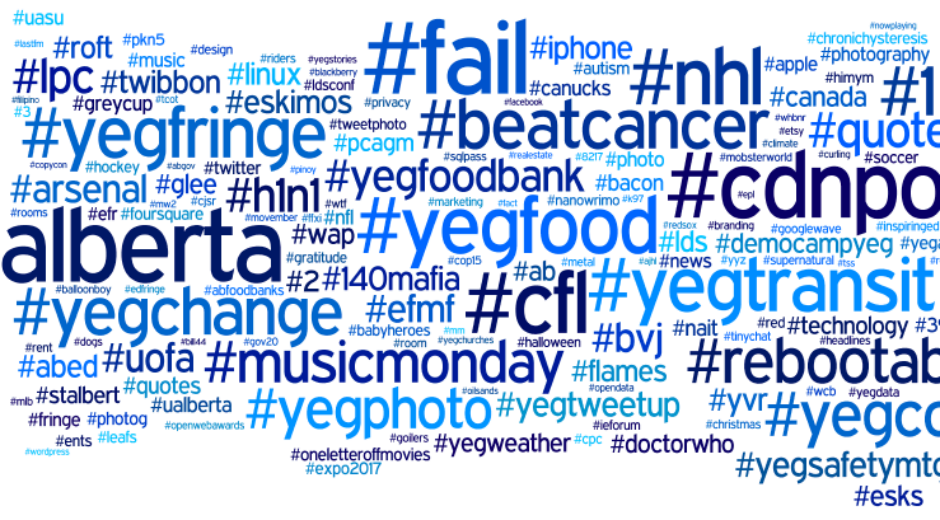 #uasu
#nowplaying
#lastfm #roft #pkn5 #design #fail #iphone #chronichysteresis
#music #riders #yegstories #nhl #photography
#lpc #twibbon #linux #blackberry #autism #apple #himym
#ldsconf #canucks #canada
#filipino #greycup #tcot #eskimos #privacy #facebook #1
#3 #yegfringe #tweetphoto #beatcancer #whbnr #etsy #quote
#pcagm #climate
#copycon #hockey #abgov #twitter #pinoy #sqlpass #realestate #8217 #photo #mobsterworld #curling #soccer
#arsenal #glee #h1n1 #yegfoodbank #bacon #cdnpo
#mw2 #cjsr #wtf #marketing #tact #nanowrimo #k97 #epl
#rooms #efr #foursquare #movember #flxi #nfl #yegfood #redsox #branding #googlewave #inspiringed
alberta #wap #lds #democampyeg #yega
#gratitude #cop15 #ab #metal #ajhl #news #yyz #supernatural #tss
#balloonboy #edfringe #abfoodbanks #2 #140mafia #cfl #yegtransit
#yegchange #efmf #bvj #nait #red #technology
#dogs #bill44 #gov20 #babyheroes #mm #yegchurches #halloween #tinychat #headlines
#rent #room
#abed #uofa #musicmonday #flames #rebootab
#mlb #stalbert #quotes #oilsands #opendata #wcb #yegdata
#fringe #photog #ualberta #yegphoto #yegtweetup #yvr #yegco
#openwebawards #ieforum #christmas
#ents #leafs #goilers #yegweather #cpc #doctorwho
#wordpress #oneletteroffmovies
#expo2017 #yegsafetymtg
#esks